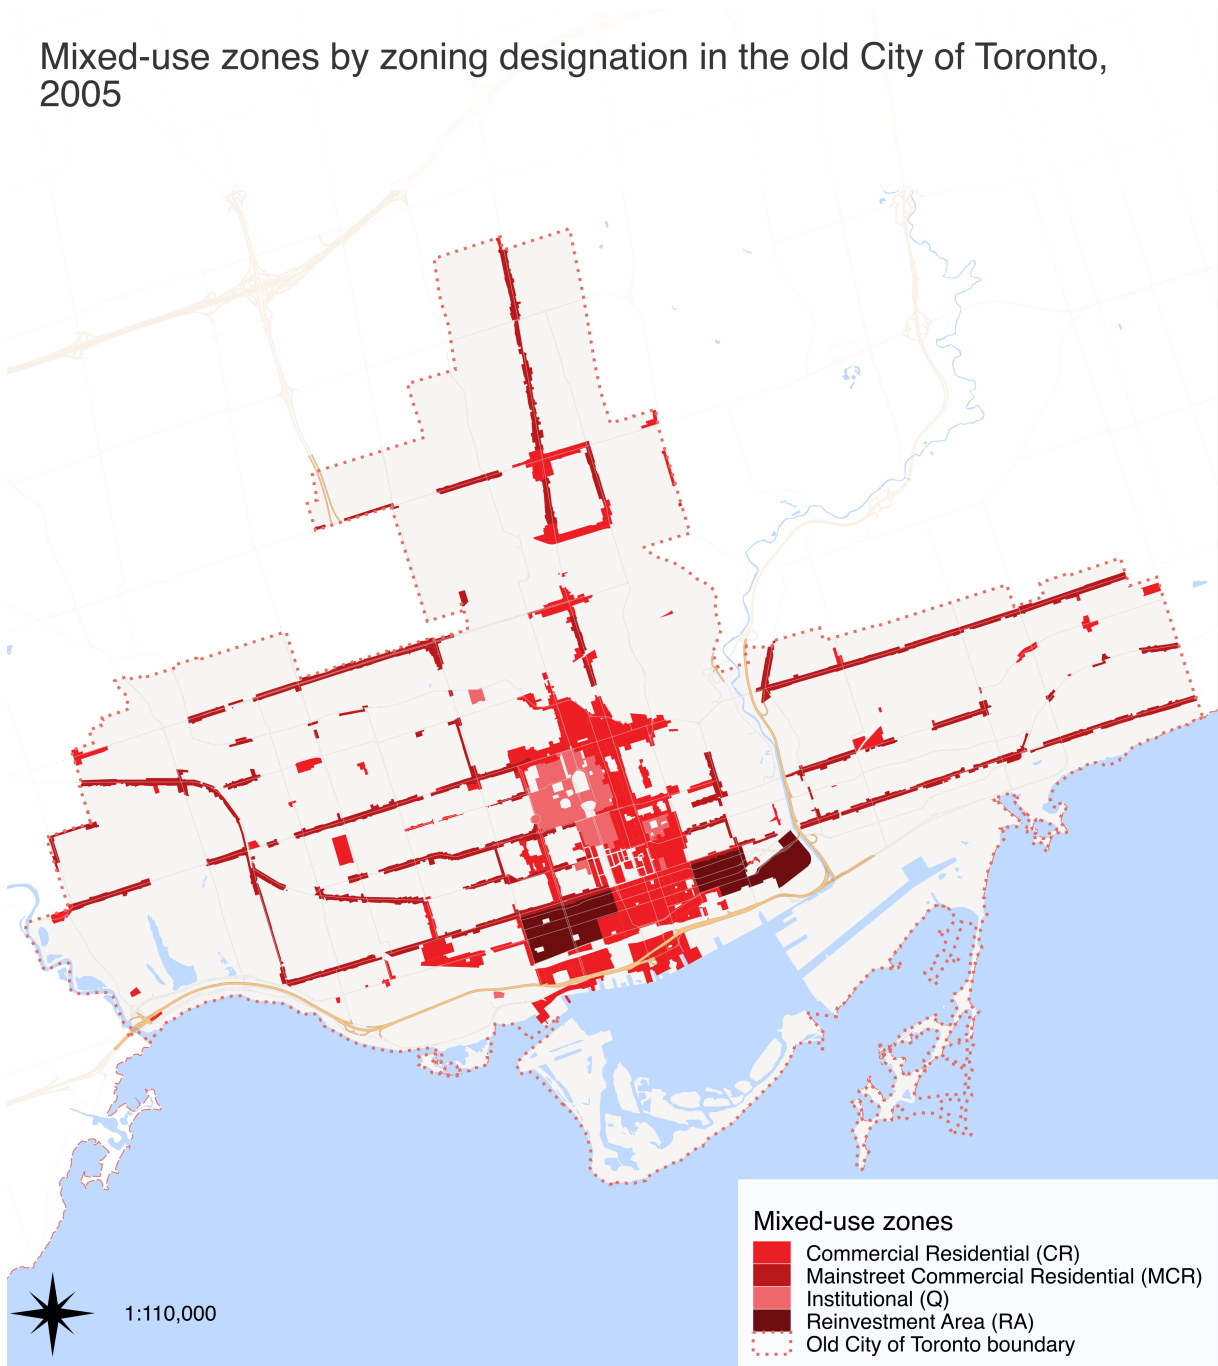 Mixed-use zones by zoning designation in the old City of Toronto,
2005
Mixed-use zones
Commercial Residential (CR)
Mainstreet Commercial Residential (MCR)
Institutional (Q)
Reinvestment Area (RA)
Old City of Toronto boundary
1:110,000